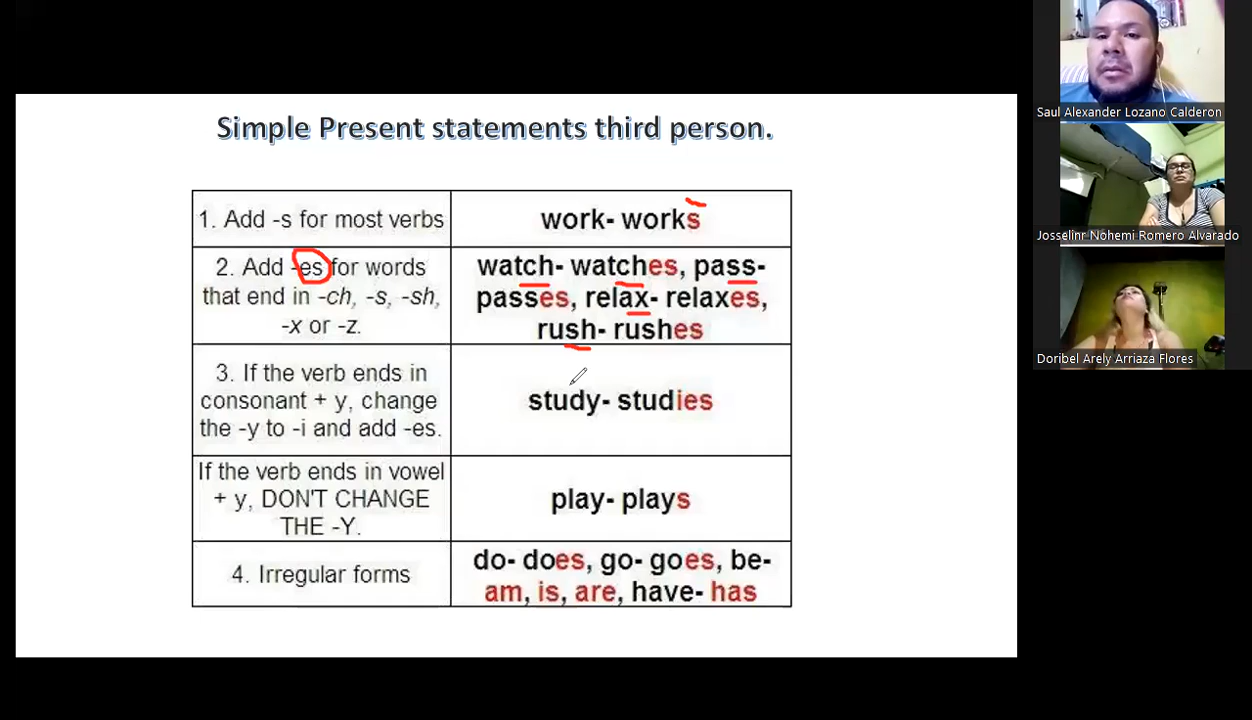 Simple Present statements third person.
1. Add -s for most verbs
work- works
2. Add -es for words
that end in -ch, -s, -sh,
-x or -z.
watch- watches, pass-
passes, relax- relaxes,
rush- rushes
3. If the verb ends in
consonant + y, change
the -y to -i and add -es.
study- studies
If the verb ends in vowel
+ y, DON'T CHANGE
THE -Y.
play- plays
4. Irregular forms
do- does, go- goes, be-
am, is, are, have- has
Saul Alexander Lozano Calderon
Josselinr Nohemi Romero Alvarado
Doribel Arely Arriaza Flores